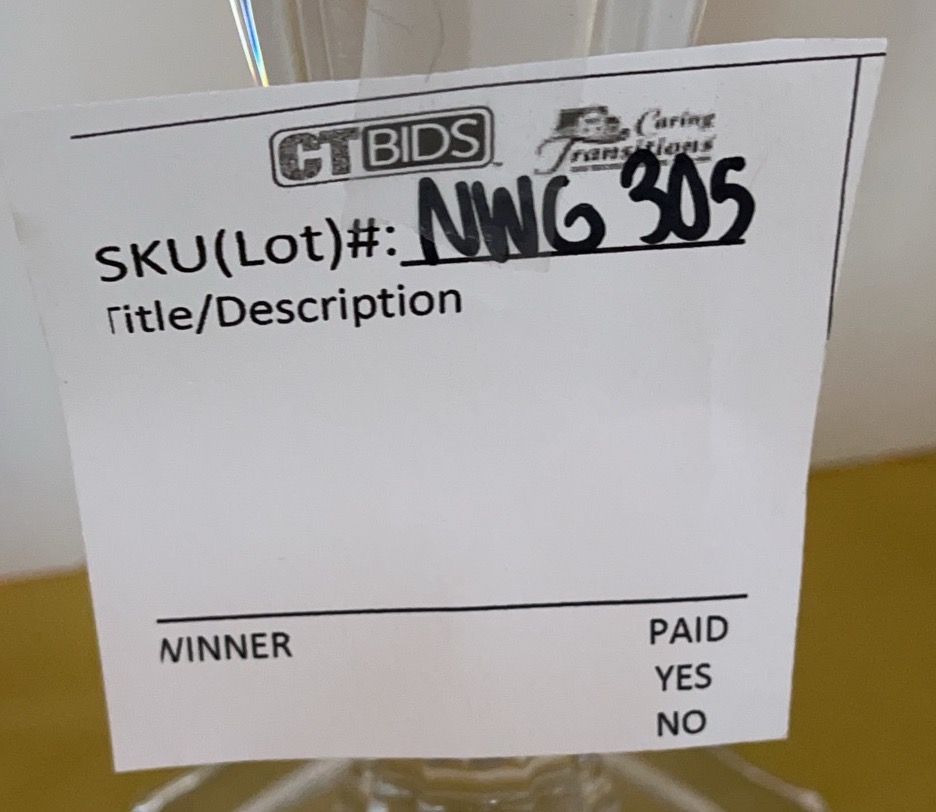 CTBIDS Caring Transitions
SKU(Lot)#: NWG 305
Title/Description
WINNER PAID
YES
NO